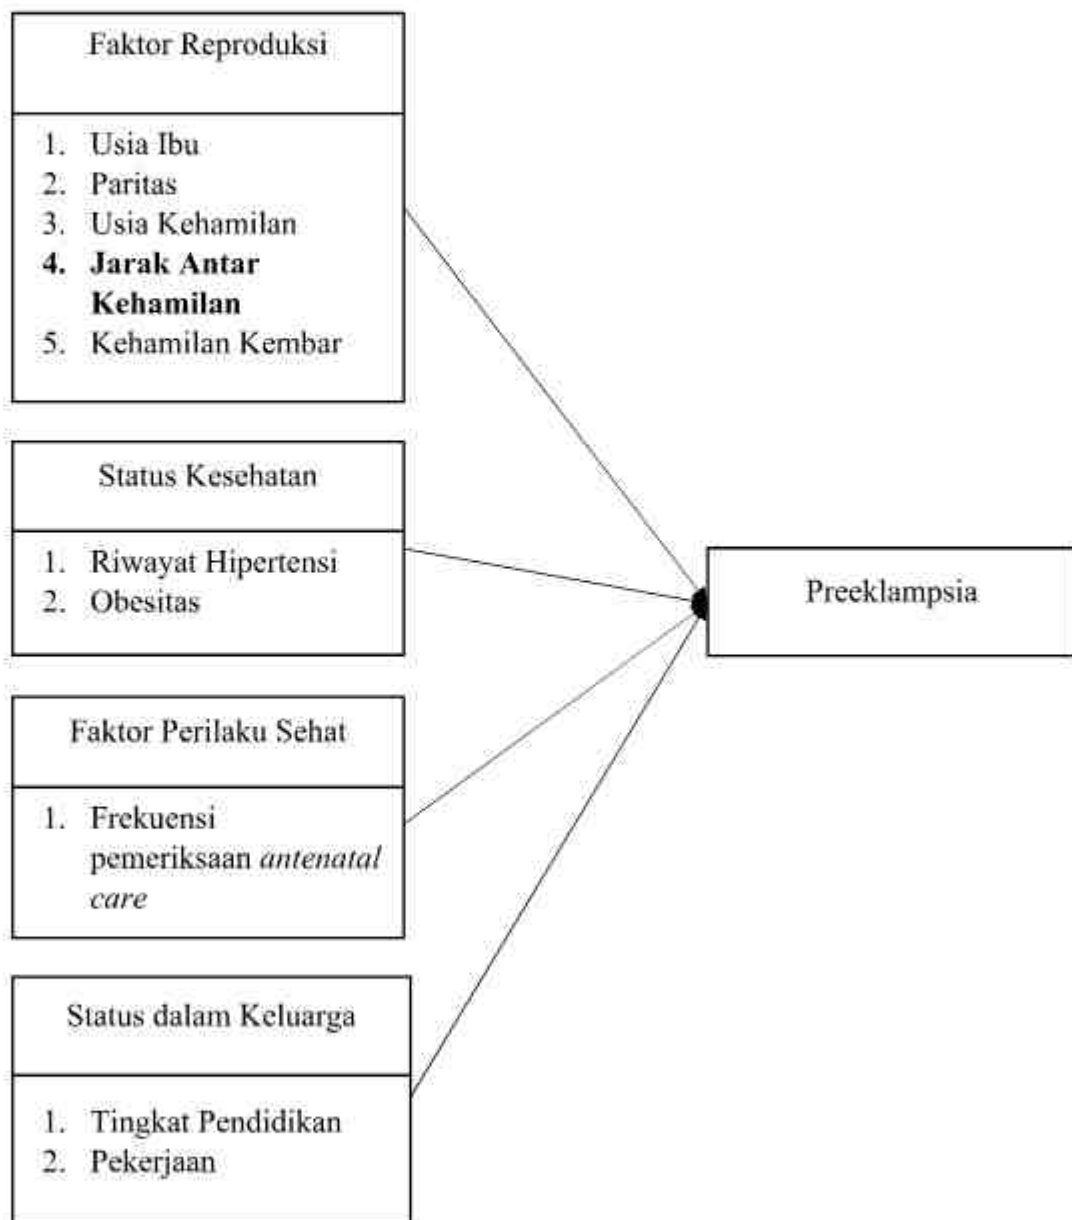 Faktor Reproduksi
1. Usia Ibu
2. Paritas
3. Usia Kehamilan
4. Jarak Antar
Kehamilan
5. Kehamilan Kembar
Status Kesehatan
1. Riwayat Hipertensi
2. Obesitas
Preeklampsia
Faktor Perilaku Sehat
1. Frekuensi
pemeriksaan antenatal
care
Status dalam Keluarga
1. Tingkat Pendidikan
2. Pekerjaan